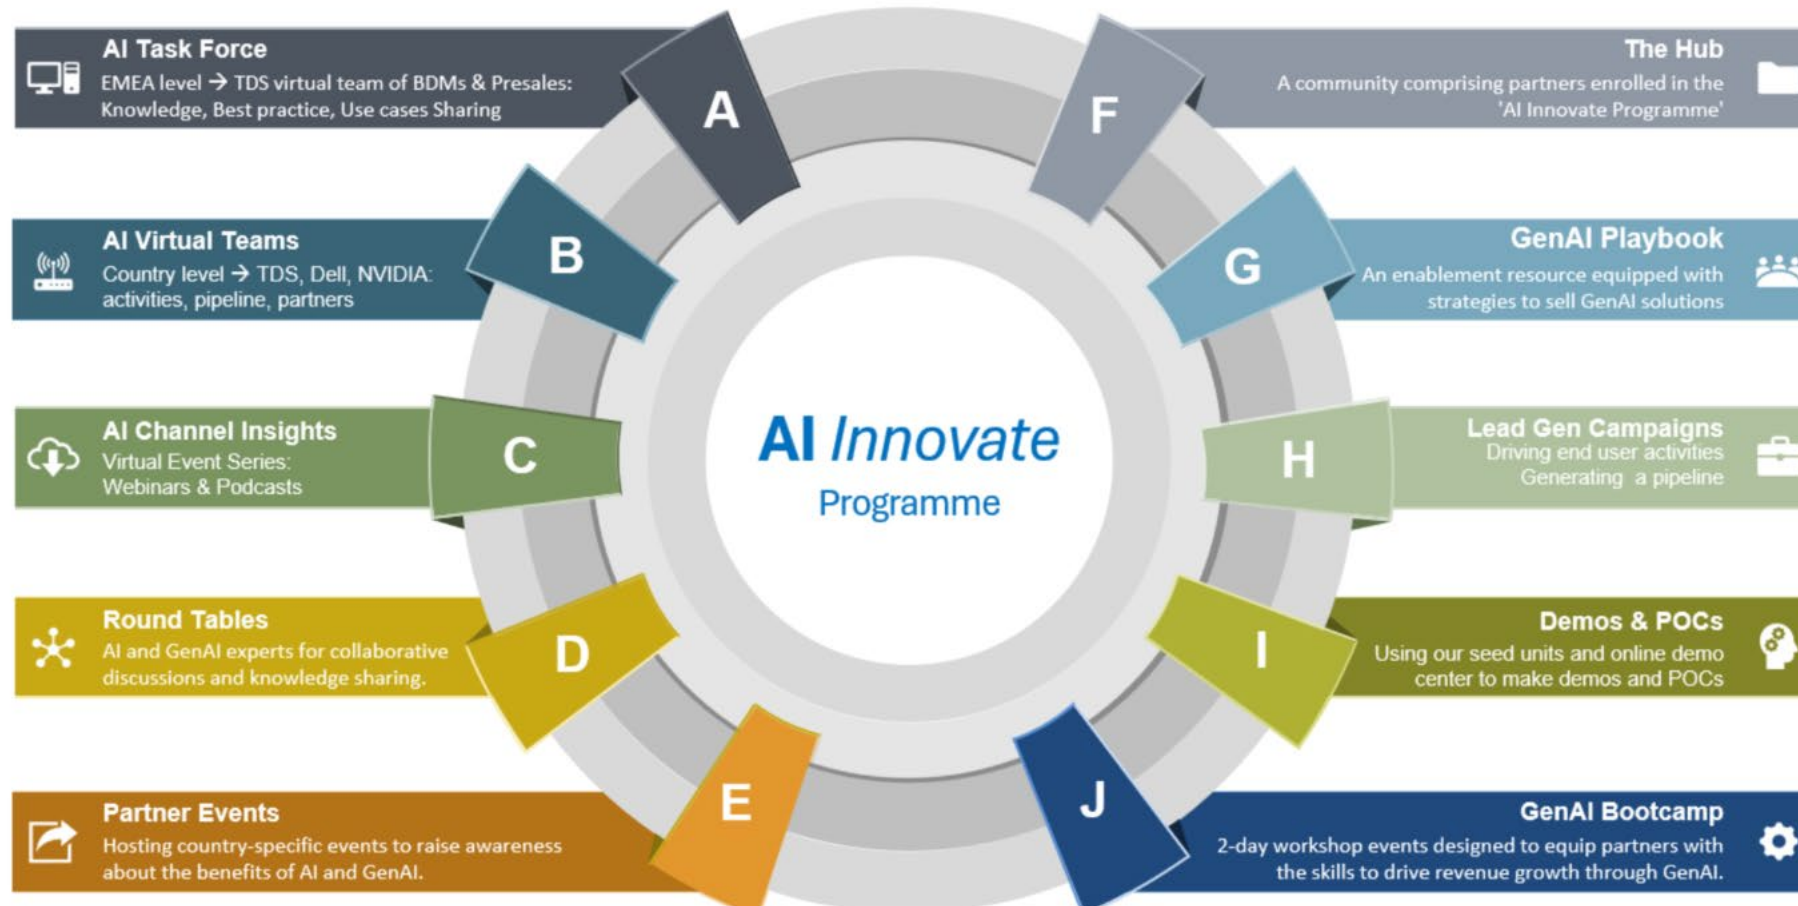 AI Task Force
EMEA level → TDS virtual team of BDMs & Presales:
Knowledge, Best practice, Use cases Sharing
A
AI Virtual Teams
Country level → TDS, Dell, NVIDIA:
activities, pipeline, partners
B
AI Channel Insights
Virtual Event Series:
Webinars & Podcasts
C
Round Tables
AI and GenAI experts for collaborative
discussions and knowledge sharing.
D
Partner Events
Hosting country-specific events to raise awareness
about the benefits of AI and GenAI.
E
AI Innovate
Programme
F
The Hub
A community comprising partners enrolled in the
'AI Innovate Programme'
G
GenAI Playbook
An enablement resource equipped with
strategies to sell GenAI solutions
H
Lead Gen Campaigns
Driving end user activities
Generating a pipeline
I
Demos & POCs
Using our seed units and online demo
center to make demos and POCs
J
GenAI Bootcamp
2-day workshop events designed to equip partners with
the skills to drive revenue growth through GenAI.